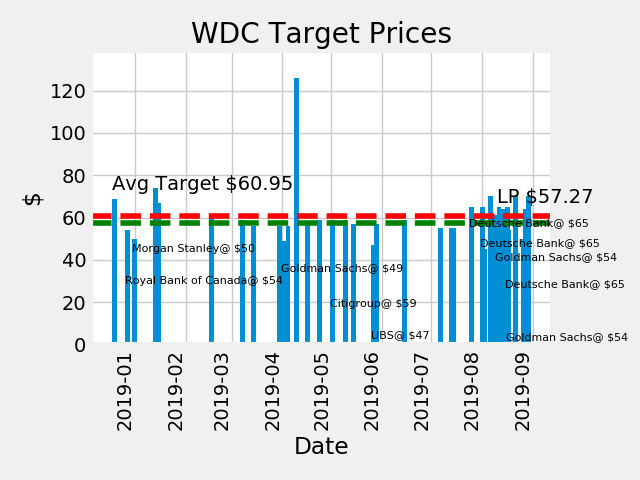 WDC Target Prices
120
100
80
60
40
20
0
$
Avg Target $60.95
LP $57.27
Deutsche Bank@ $65
Morgan Stanley@ $50
Deutsche Bank@ $65
Goldman Sachs@ $54
Goldman Sachs@ $49
Royal Bank of Canada@ $54
Deutsche Bank@ $65
Citigroup@ $59
UBS@ $47
Goldman Sachs@ $54
2019-01
2019-02
2019-03
2019-04
2019-05
2019-06
2019-07
2019-08
2019-09
Date